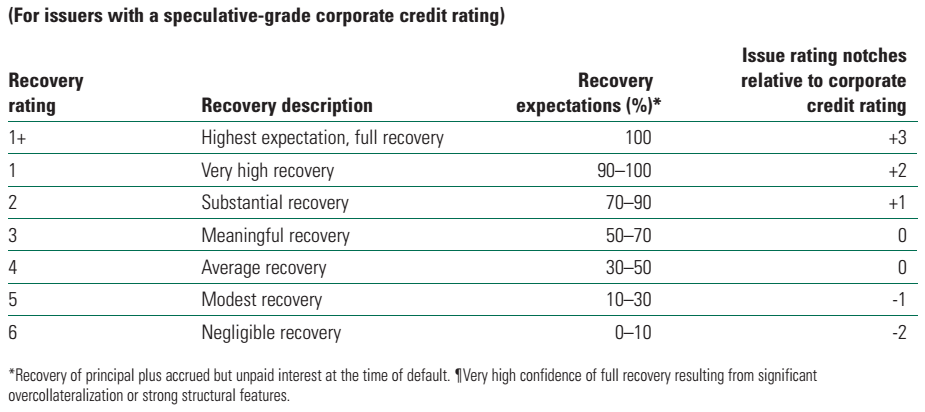 (For issuers with a speculative-grade corporate credit rating)
Recovery rating Recovery description Recovery expectations (%)* Issue rating notches relative to corporate credit rating
1+ Highest expectation, full recovery 100 +3
1 Very high recovery 90–100 +2
2 Substantial recovery 70–90 +1
3 Meaningful recovery 50–70 0
4 Average recovery 30–50 0
5 Modest recovery 10–30 -1
6 Negligible recovery 0–10 -2
*Recovery of principal plus accrued but unpaid interest at the time of default. ¶Very high confidence of full recovery resulting from significant
overcollateralization or strong structural features.